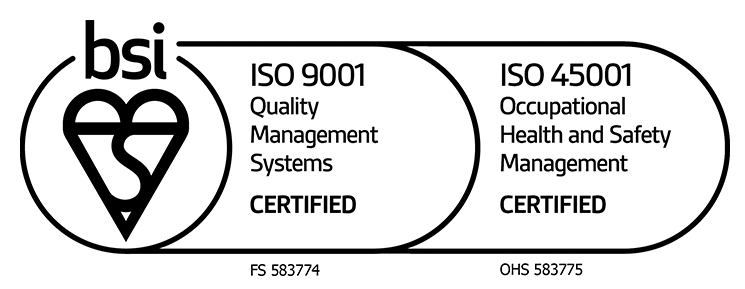 bsi
ISO 9001
Quality
Management
Systems
CERTIFIED
FS 583774
ISO 45001
Occupational
Health and Safety
Management
CERTIFIED
OHS 583775